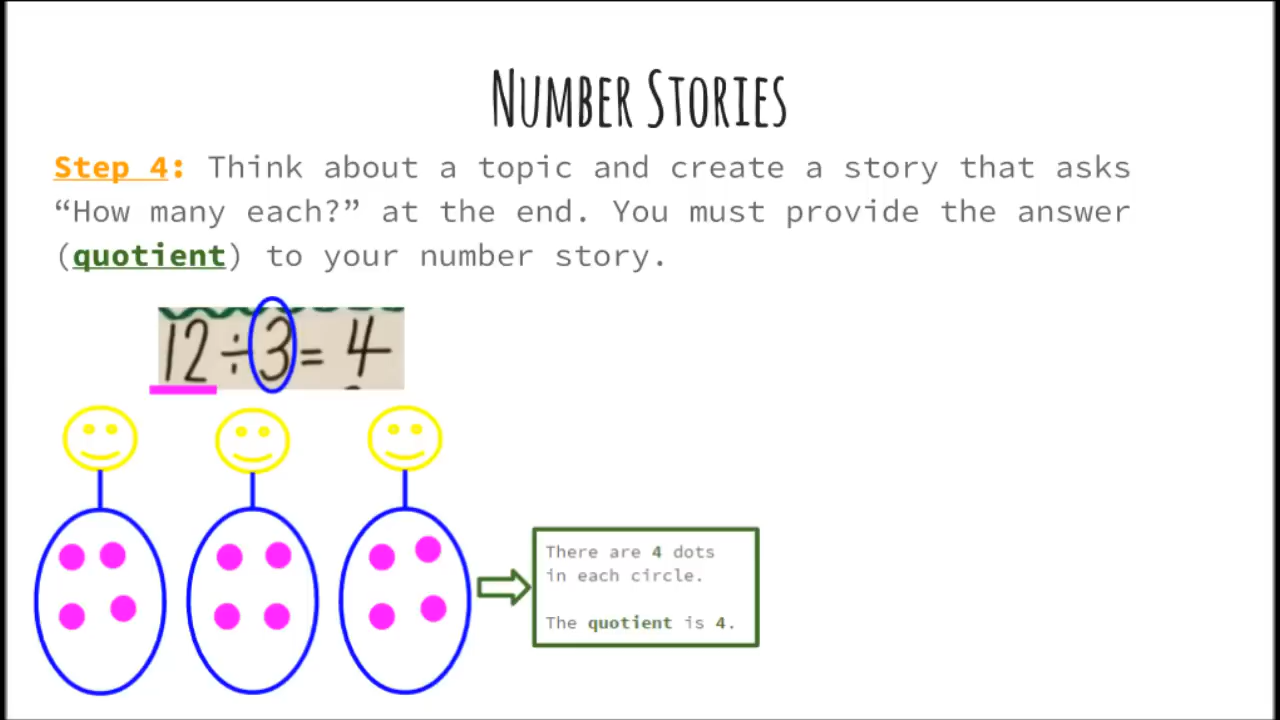 Number Stories
Step 4: Think about a topic and create a story that asks
“How many each?” at the end. You must provide the answer
(quotient) to your number story.
12÷3= 4
There are 4 dots
in each circle.
The quotient is 4.